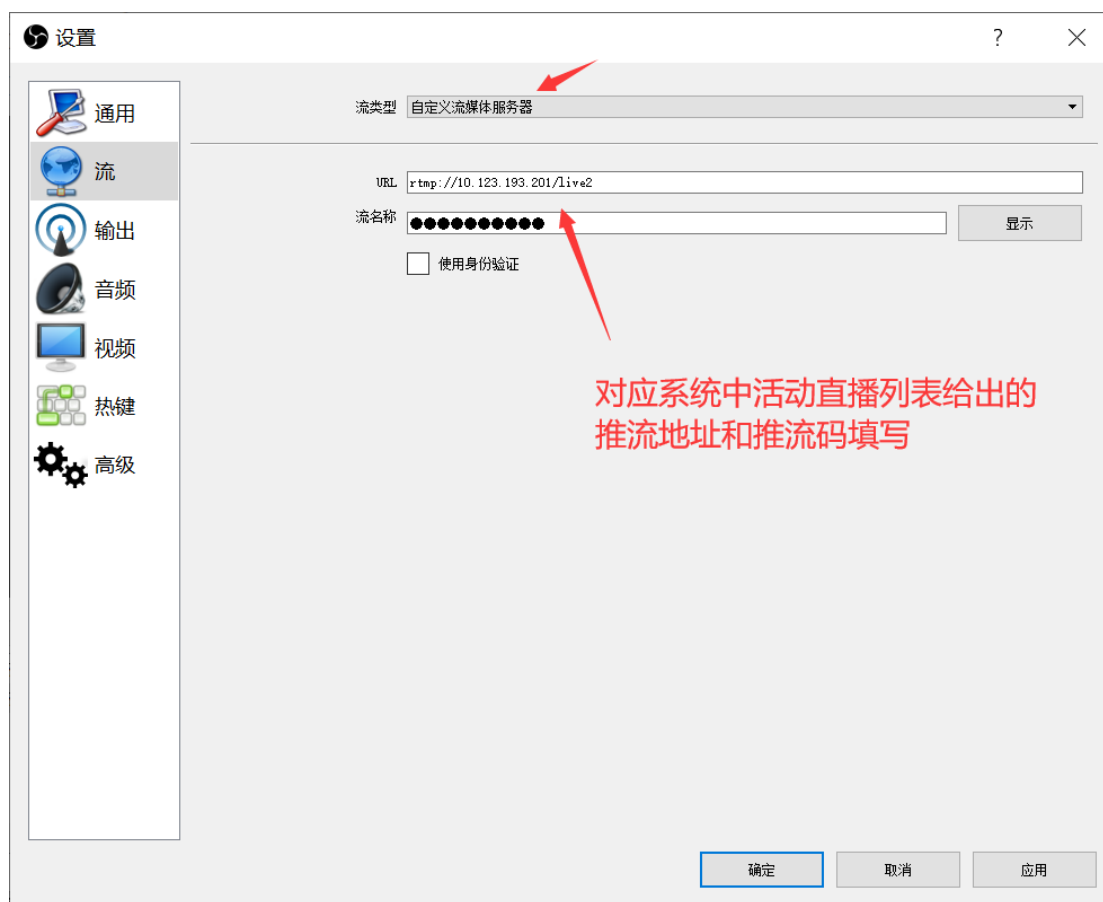 设置
通用
流
输出
音频
视频
热键
高级
流类型 自定义流媒体服务器
URL rtmp://10.123.193.201/live2
流名称 ●●●●●●●●●● 显示
使用身份验证
对应系统中活动直播列表给出的
推流地址和推流码填写
确定 取消 应用